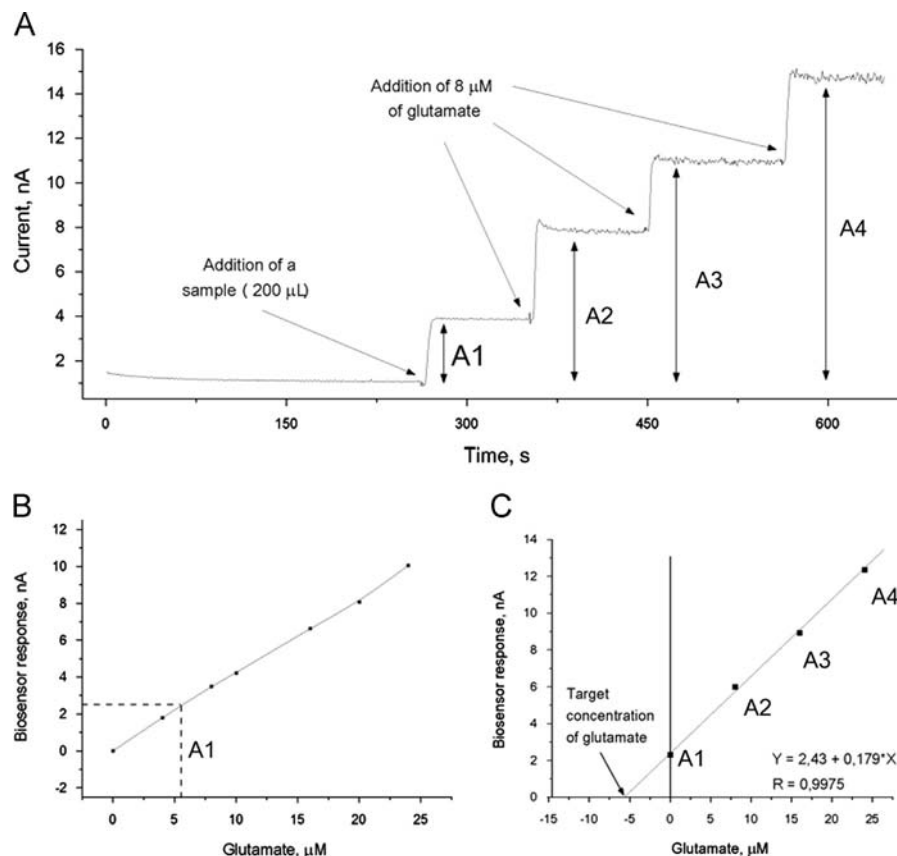 A
16
14
12
10
8
6
4
2
Current, nA
Addition of 8 µM
of glutamate
Addition of a
sample ( 200 µL)
A1
A2
A3
A4
0
150
300
450
600
Time, s
B
12
10
8
6
4
2
0
-2
Biosensor response, nA
A1
0
5
10
15
20
25
Glutamate, µM
C
14
12
10
8
6
4
2
0
Biosensor response, nA
Target
concentration
of glutamate
A1
A2
A3
A4
Y = 2,43 + 0,179*X
R = 0,9975
-15
-10
-5
0
5
10
15
20
25
Glutamate, µM